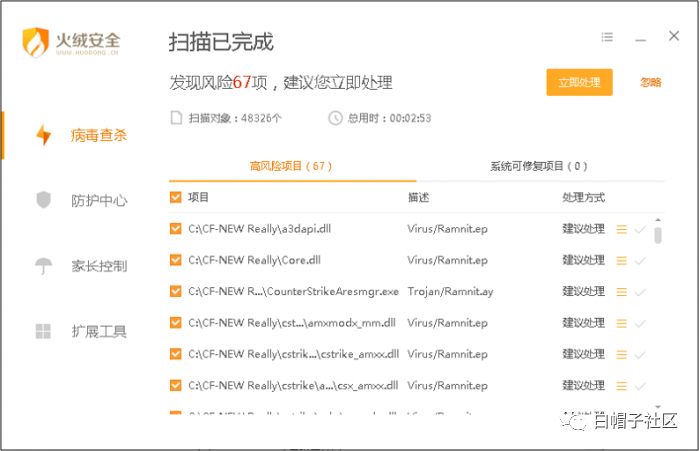 火绒安全
WWW.HUORONG.CN
扫描已完成
发现风险67项，建议您立即处理
立即处理
忽略
扫描对象：48326个
总用时：00:02:53
病毒查杀
防护中心
家长控制
扩展工具
高风险项目（67）
系统可修复项目（0）
项目 描述 处理方式
C:\CF-NEW Really\a3dapi.dll Virus/Ramnit.ep 建议处理
C:\CF-NEW Really\Core.dll Virus/Ramnit.ep 建议处理
C:\CF-NEW R...\CounterStrikeAresmgr.exe Trojan/Ramnit.ay 建议处理
C:\CF-NEW Really\cst...\amxmodx_mm.dll Virus/Ramnit.ep 建议处理
C:\CF-NEW Really\cstrik...\cstrike_amxx.dll Virus/Ramnit.ep 建议处理
C:\CF-NEW Really\cstrike\a...\csx_amxx.dll Virus/Ramnit.ep 建议处理
白帽子社区